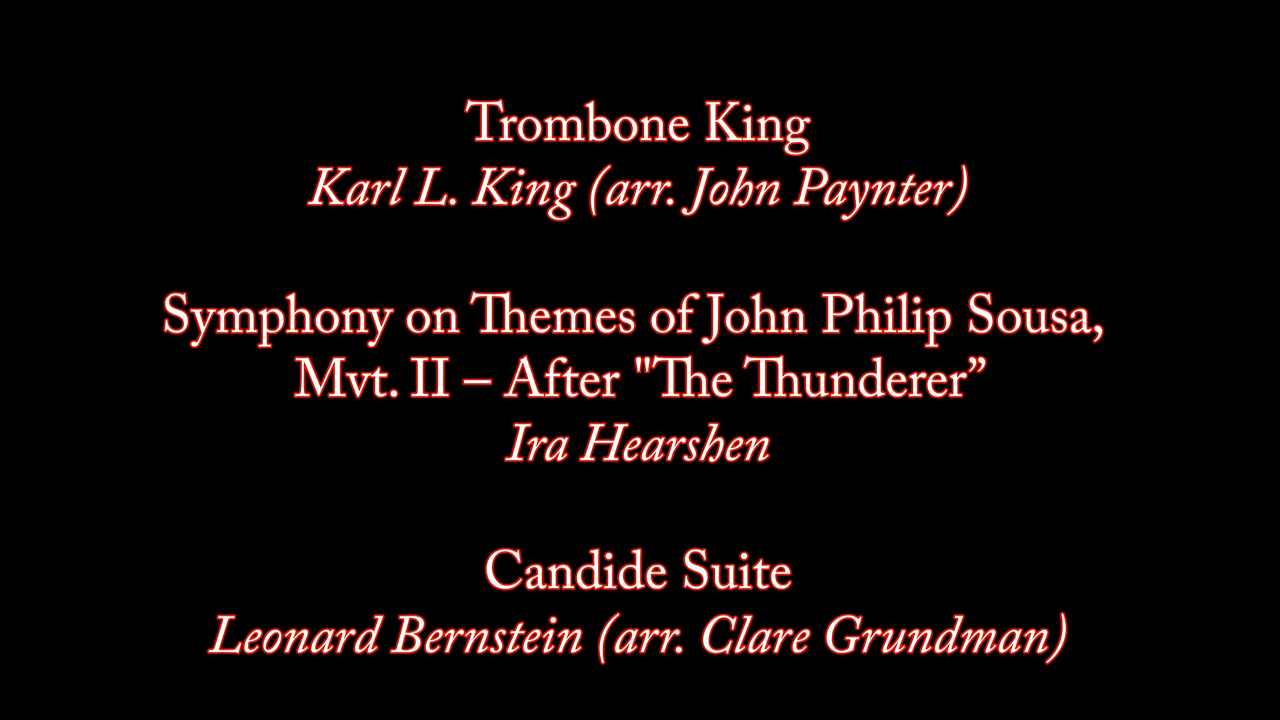 Trombone King
Karl L. King (arr. John Paynter)
Symphony on Themes of John Philip Sousa,
Mvt. II – After "The Thunderer”
Ira Hearshen
Candide Suite
Leonard Bernstein (arr. Clare Grundman)